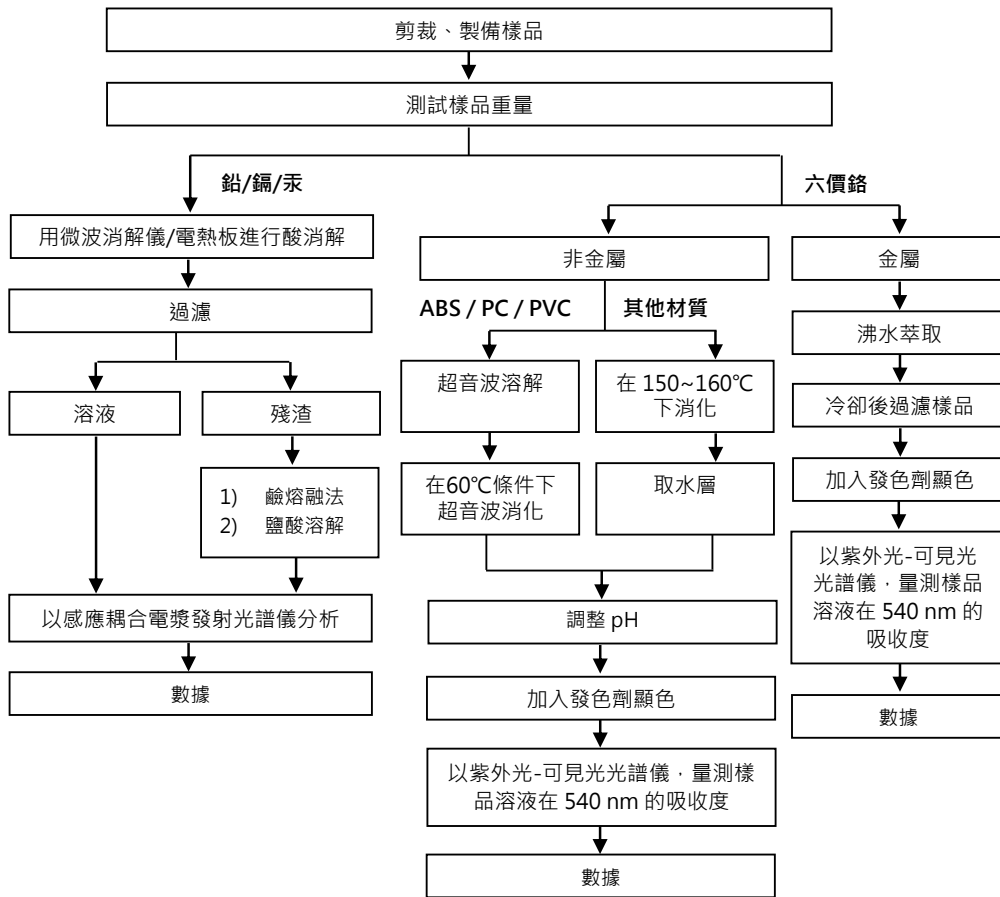 剪裁、製備樣品
測試樣品重量
鉛/鎘/汞
六價鉻
用微波消解儀/電熱板進行酸消解
過濾
溶液
殘渣
1) 鹼熔融法
2) 鹽酸溶解
以感應耦合電漿發射光譜儀分析
數據
非金屬
ABS / PC / PVC
其他材質
超音波溶解
在 150~160℃
下消化
在60℃條件下
超音波消化
取水層
調整 pH
加入發色劑顯色
以紫外光-可見光光譜儀，量測樣
品溶液在 540 nm 的吸收度
數據
金屬
沸水萃取
冷卻後過濾樣品
加入發色劑顯色
以紫外光-可見光
光譜儀，量測樣品
溶液在 540 nm 的
吸收度
數據